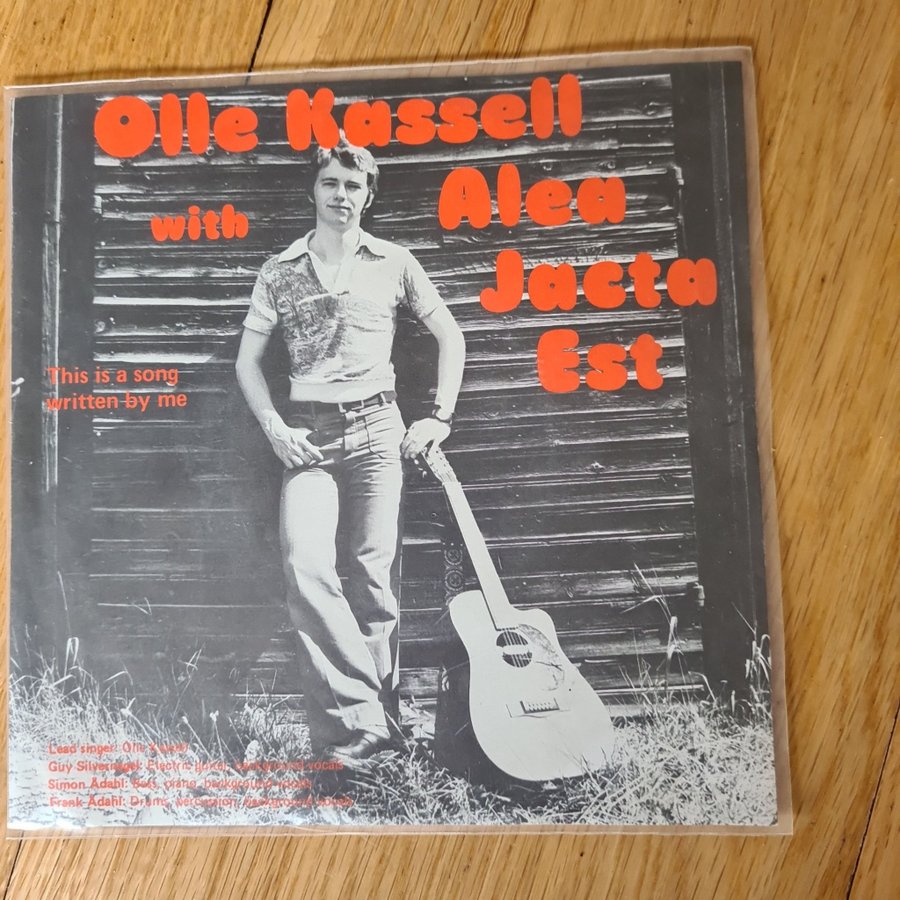 Olle Kassell
with
Alea
Jacta
Est
This is a song
written by me
Lead singer: Olle Kassell
Guy Silvernagel: Electric guitar, background vocals
Simon Ådahl: Bass, piano, background vocals
Frank Ådahl: Drums, percussion, background vocals